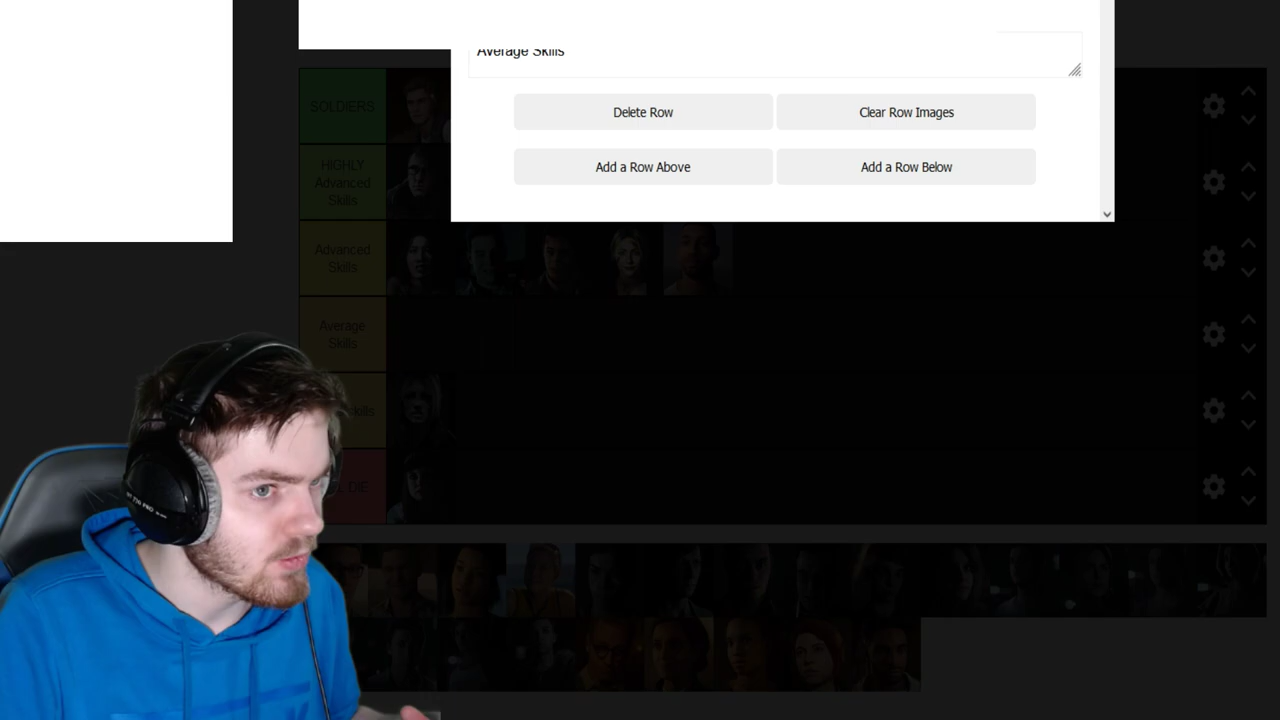 Average Skills
Delete Row
Clear Row Images
Add a Row Above
Add a Row Below
SOLDIERS
HIGHLY
Advanced
Skills
Advanced
Skills
Average
Skills
DIE